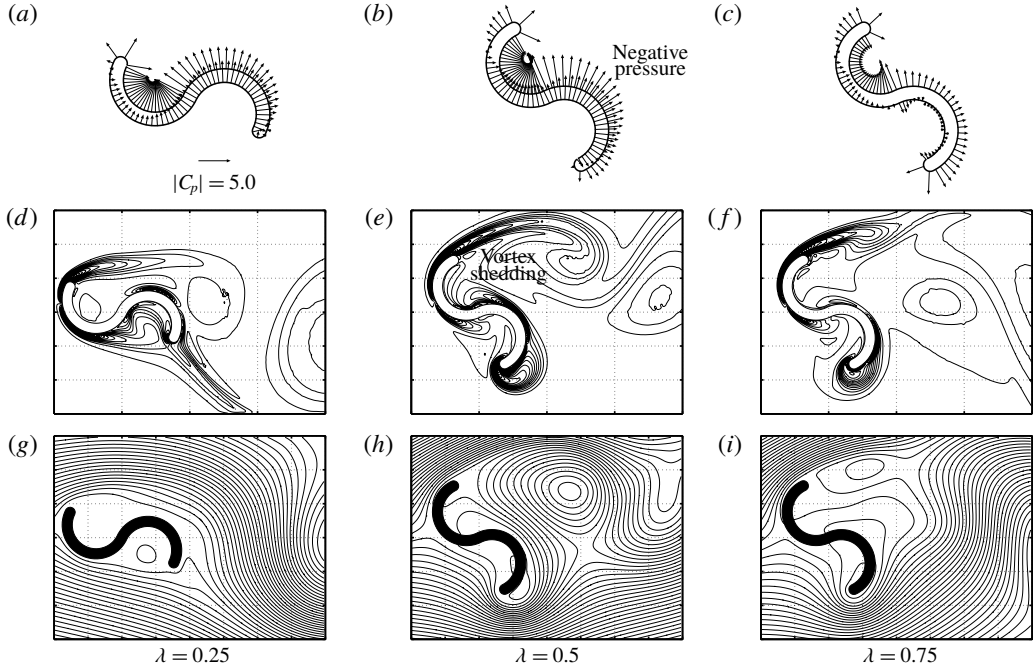 (a)
(b)
(c)
Negative
pressure
|C_p| = 5.0
(d)
(e)
(f)
Vortex
shedding
(g)
(h)
(i)
λ = 0.25
λ = 0.5
λ = 0.75